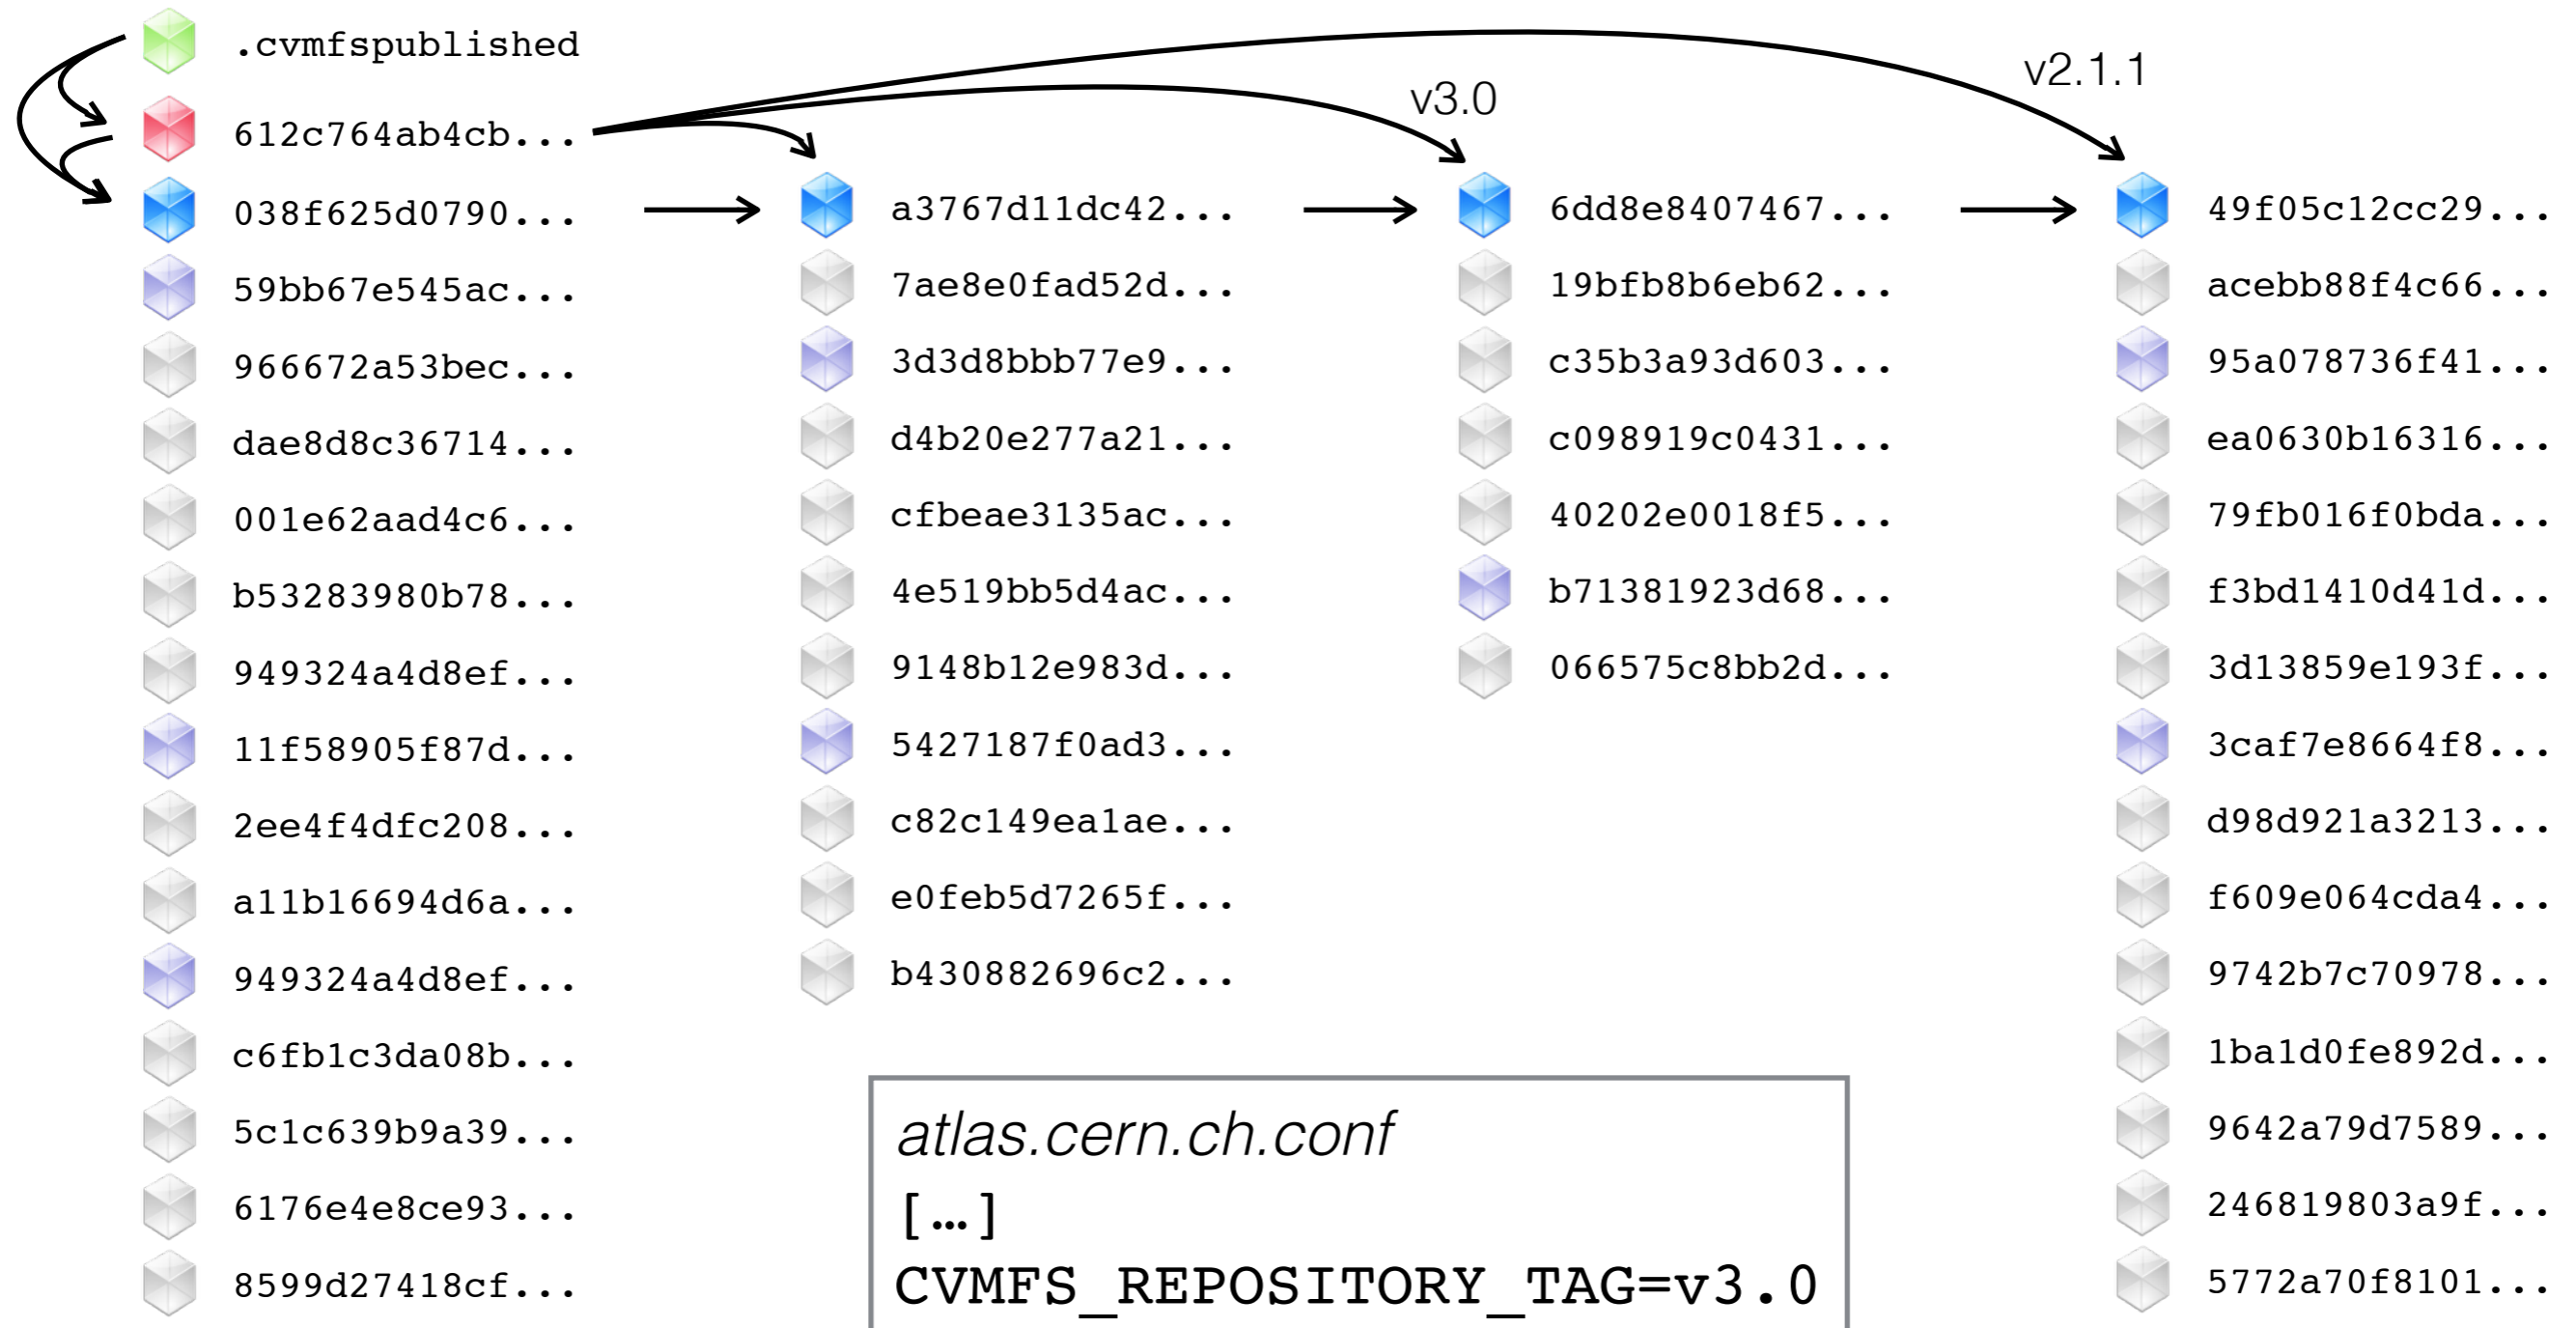 .cvmfspublished
612c764ab4cb...
038f625d0790...
59bb67e545ac...
966672a53bec...
dae8d8c36714...
001e62aad4c6...
b53283980b78...
949324a4d8ef...
11f58905f87d...
2ee4f4dfc208...
a11b16694d6a...
949324a4d8ef...
c6fb1c3da08b...
5c1c639b9a39...
6176e4e8ce93...
8599d27418cf...
a3767d11dc42...
7ae8e0fad52d...
3d3d8bbb77e9...
d4b20e277a21...
cfbeae3135ac...
4e519bb5d4ac...
9148b12e983d...
5427187f0ad3...
c82c149ea1ae...
e0feb5d7265f...
b430882696c2...
v3.0
6dd8e8407467...
19bfb8b6eb62...
c35b3a93d603...
c098919c0431...
40202e0018f5...
b71381923d68...
066575c8bb2d...
v2.1.1
49f05c12cc29...
acebb88f4c66...
95a078736f41...
ea0630b16316...
79fb016f0bda...
f3bd1410d41d...
3d13859e193f...
3caf7e8664f8...
d98d921a3213...
f609e064cda4...
9742b7c70978...
1ba1d0fe892d...
9642a79d7589...
246819803a9f...
5772a70f8101...
atlas.cern.ch.conf
[…]
CVMFS_REPOSITORY_TAG=v3.0